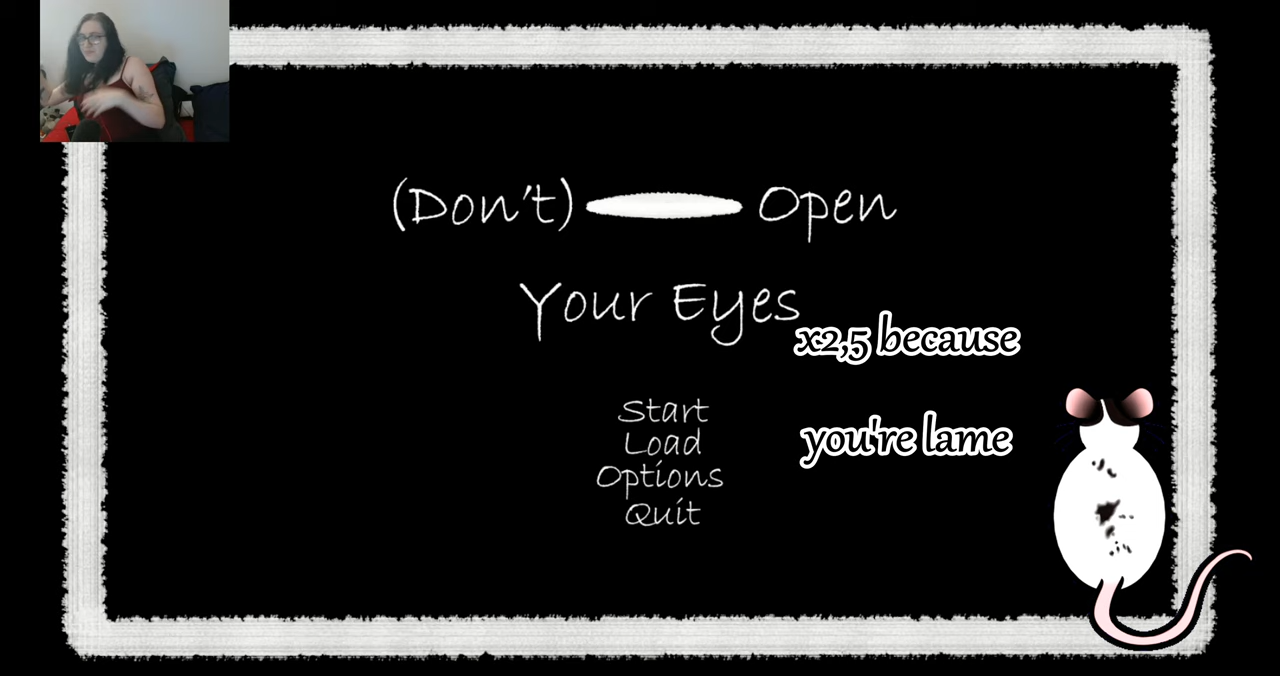 (Don't) Open
Your Eyes
x2,5 because
you're lame
Start
Load
Options
Quit